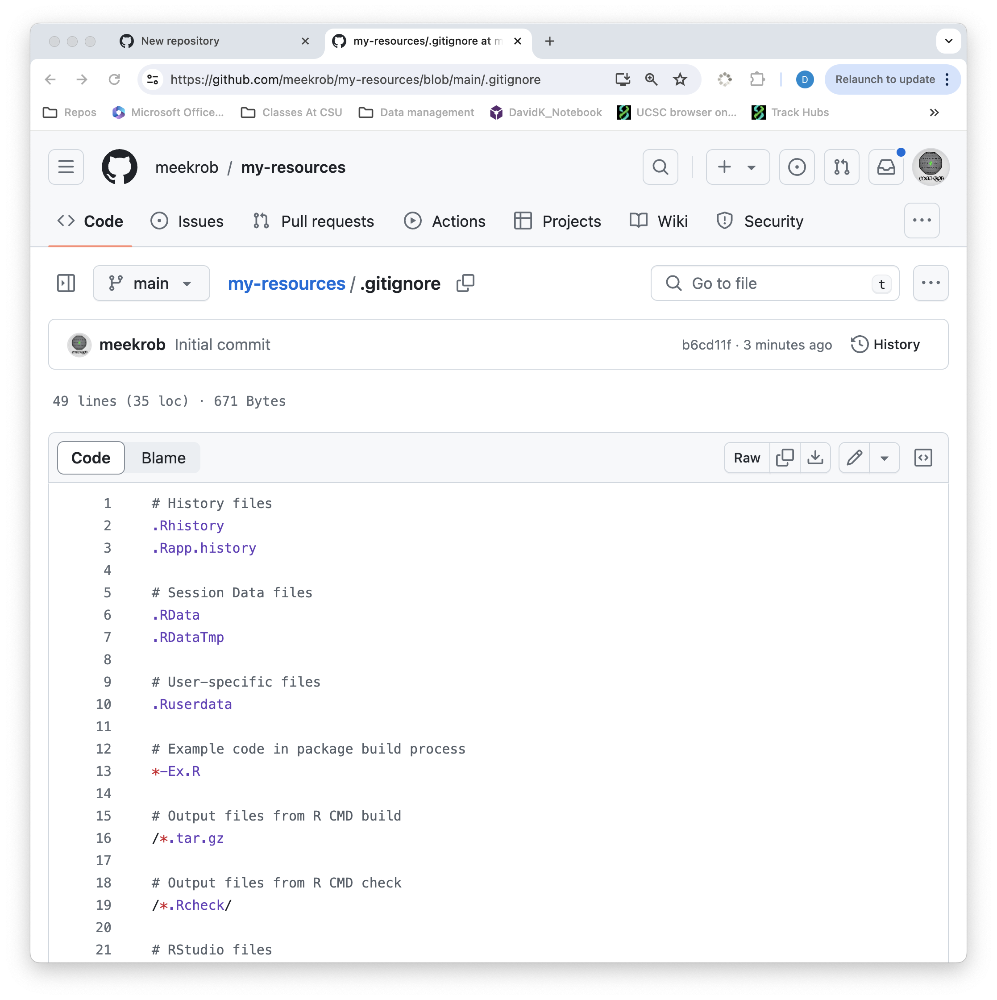 New repository
my-resources/.gitignore at m
https://github.com/meekrob/my-resources/blob/main/.gitignore
D
Relaunch to update
Repos
Microsoft Office...
Classes At CSU
Data management
DavidK_Notebook
UCSC browser on...
Track Hubs
meekrob / my-resources
MEEKROB
Code
Issues
Pull requests
Actions
Projects
Wiki
Security
main
my-resources / .gitignore
Go to file
t
meekrob Initial commit
b6cd11f · 3 minutes ago
History
49 lines (35 loc) · 671 Bytes
Code
Blame
Raw
1 # History files
2 .Rhistory
3 .Rapp.history
4
5 # Session Data files
6 .RData
7 .RDataTmp
8
9 # User-specific files
10 .Ruserdata
11
12 # Example code in package build process
13 *-Ex.R
14
15 # Output files from R CMD build
16 /*.tar.gz
17
18 # Output files from R CMD check
19 /*.Rcheck/
20
21 # RStudio files